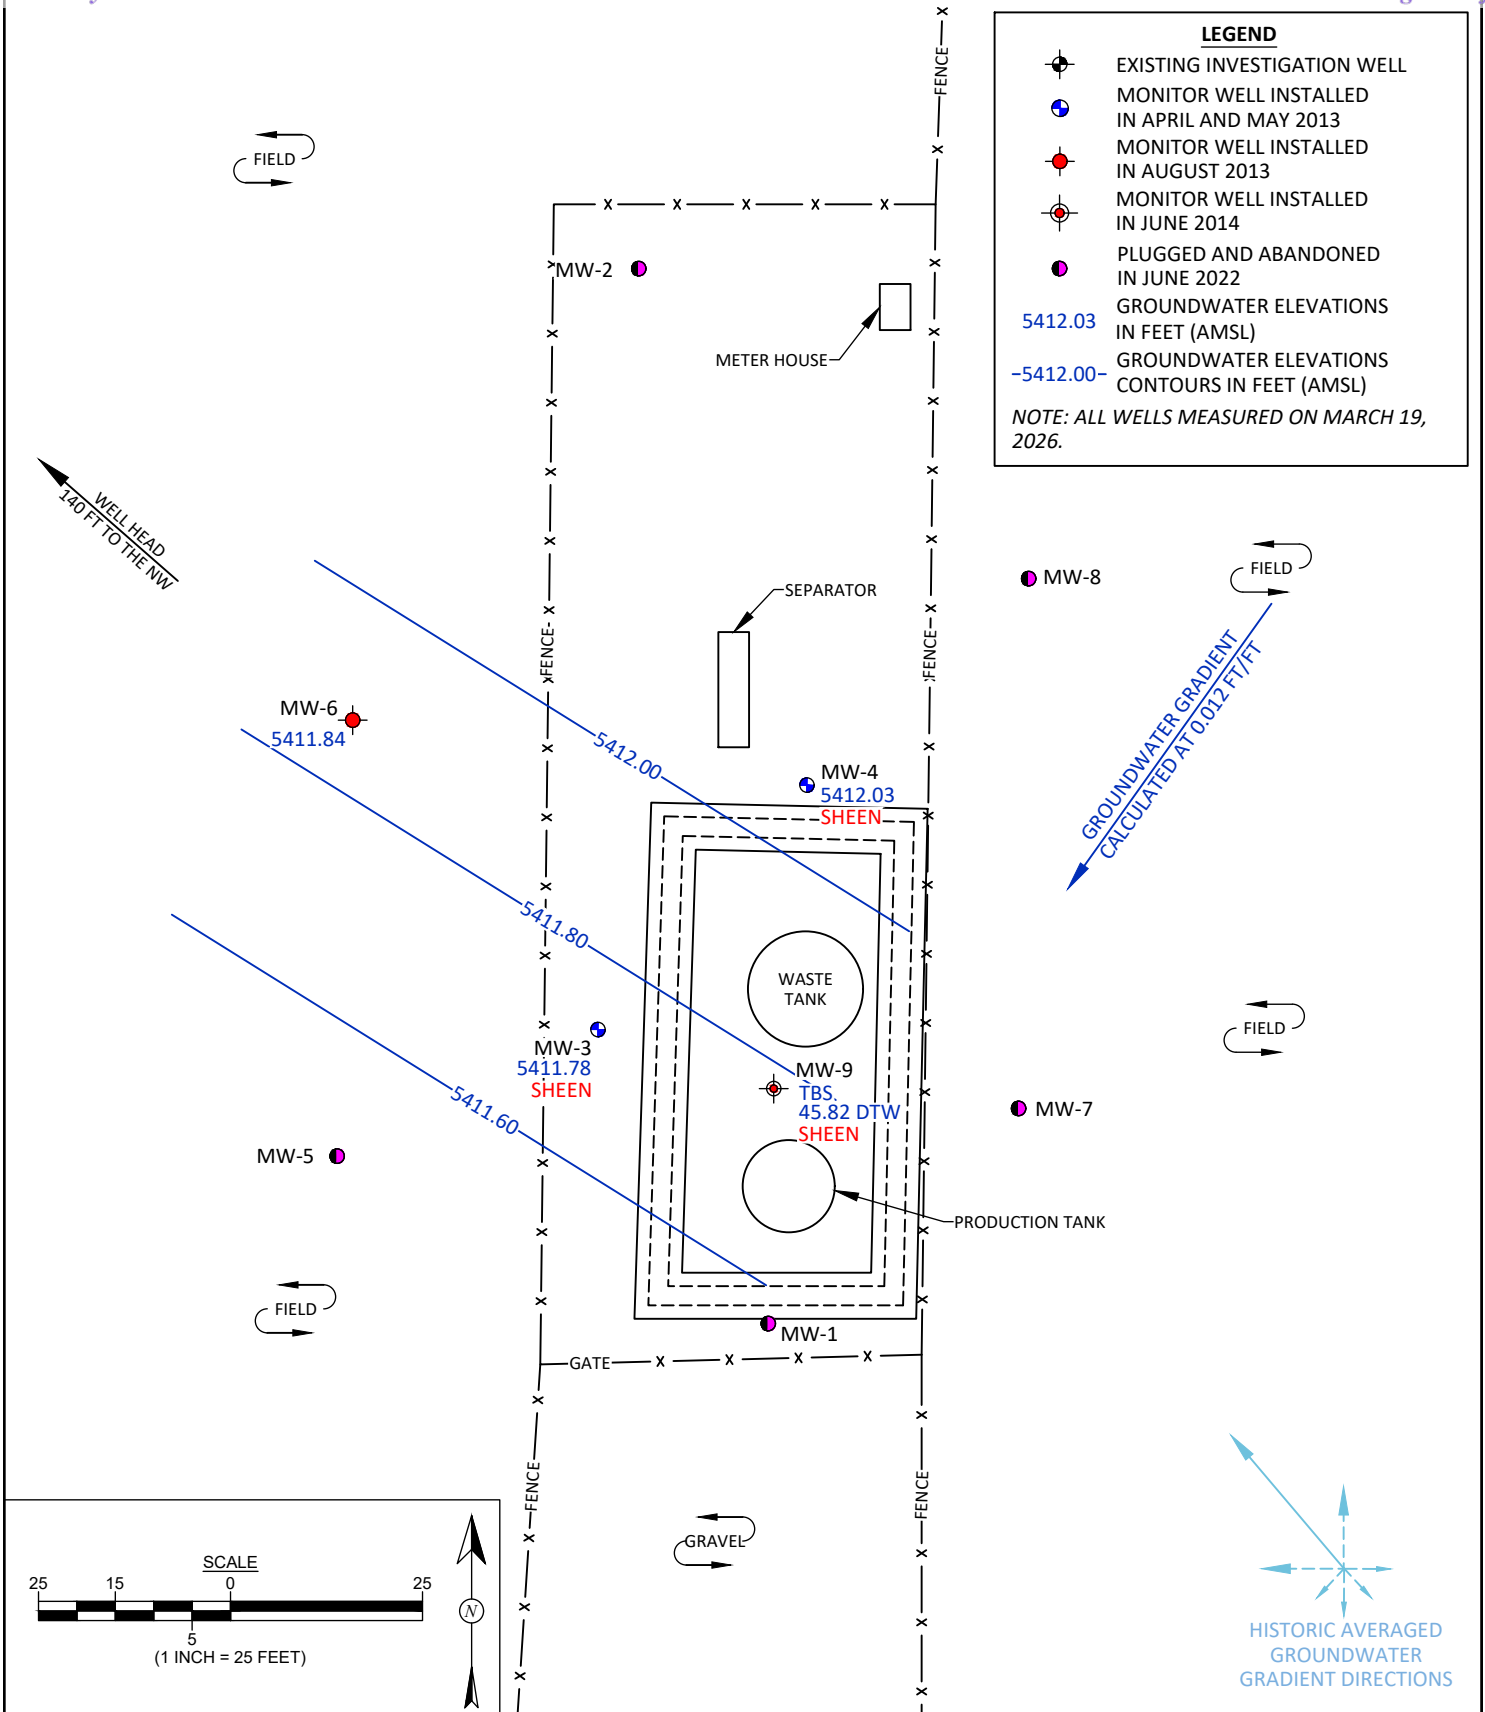 LEGEND
EXISTING INVESTIGATION WELL
MONITOR WELL INSTALLED
IN APRIL AND MAY 2013
MONITOR WELL INSTALLED
IN AUGUST 2013
MONITOR WELL INSTALLED
IN JUNE 2014
PLUGGED AND ABANDONED
IN JUNE 2022
5412.03 GROUNDWATER ELEVATIONS
IN FEET (AMSL)
-5412.00- GROUNDWATER ELEVATIONS
CONTOURS IN FEET (AMSL)
NOTE: ALL WELLS MEASURED ON MARCH 19,
2026.
FENCE
FIELD
MW-2
METER HOUSE
WELL HEAD
140 FT TO THE NW
SEPARATOR
MW-8
FIELD
FENCE
FENCE
GROUNDWATER GRADIENT
CALCULATED AT 0.012 FT/FT
MW-6
5411.84
5412.00
MW-4
5412.03
SHEEN
5411.80
WASTE
TANK
MW-3
5411.78
SHEEN
FIELD
MW-9
TBS.
45.82 DTW
SHEEN
5411.60
MW-7
MW-5
PRODUCTION TANK
FIELD
MW-1
GATE
FENCE
FENCE
GRAVEL
SCALE
25 15 0 25
5
(1 INCH = 25 FEET)
N
HISTORIC AVERAGED
GROUNDWATER
GRADIENT DIRECTIONS